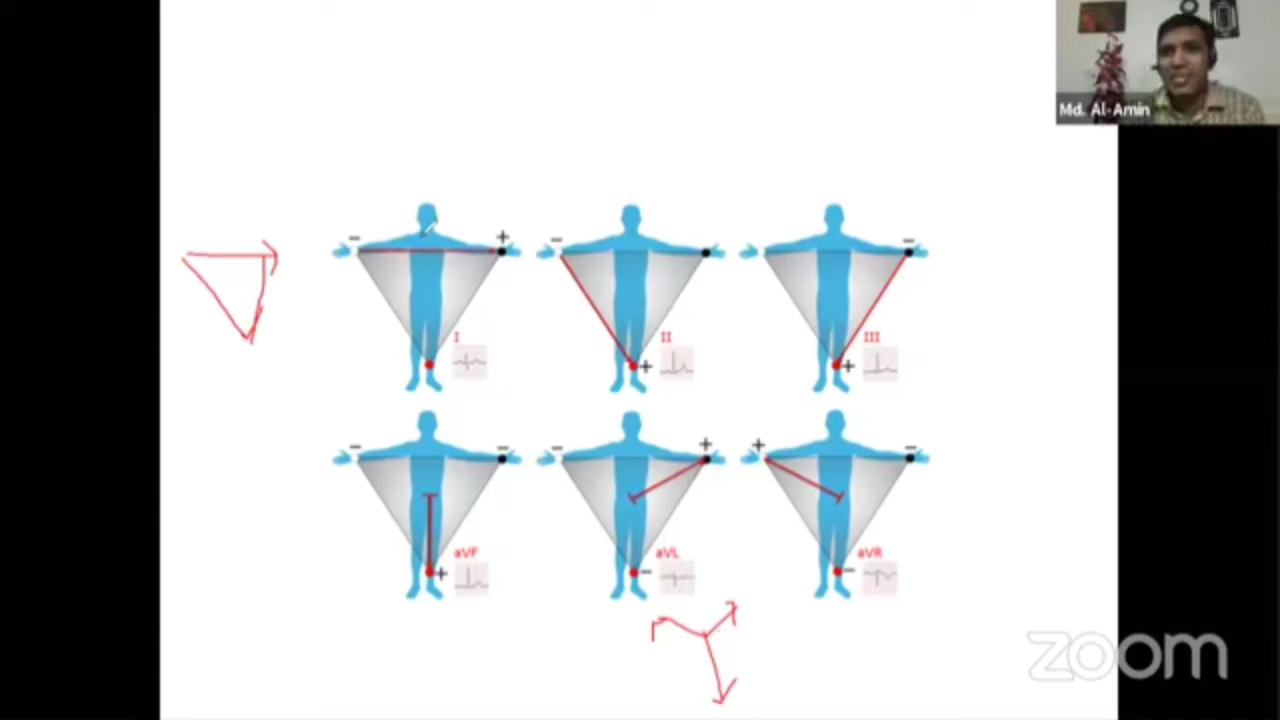 Md. Al-Amin
- + - -
I + II + III
- - - + + -
+ aVF - aVL - aVR
zoom